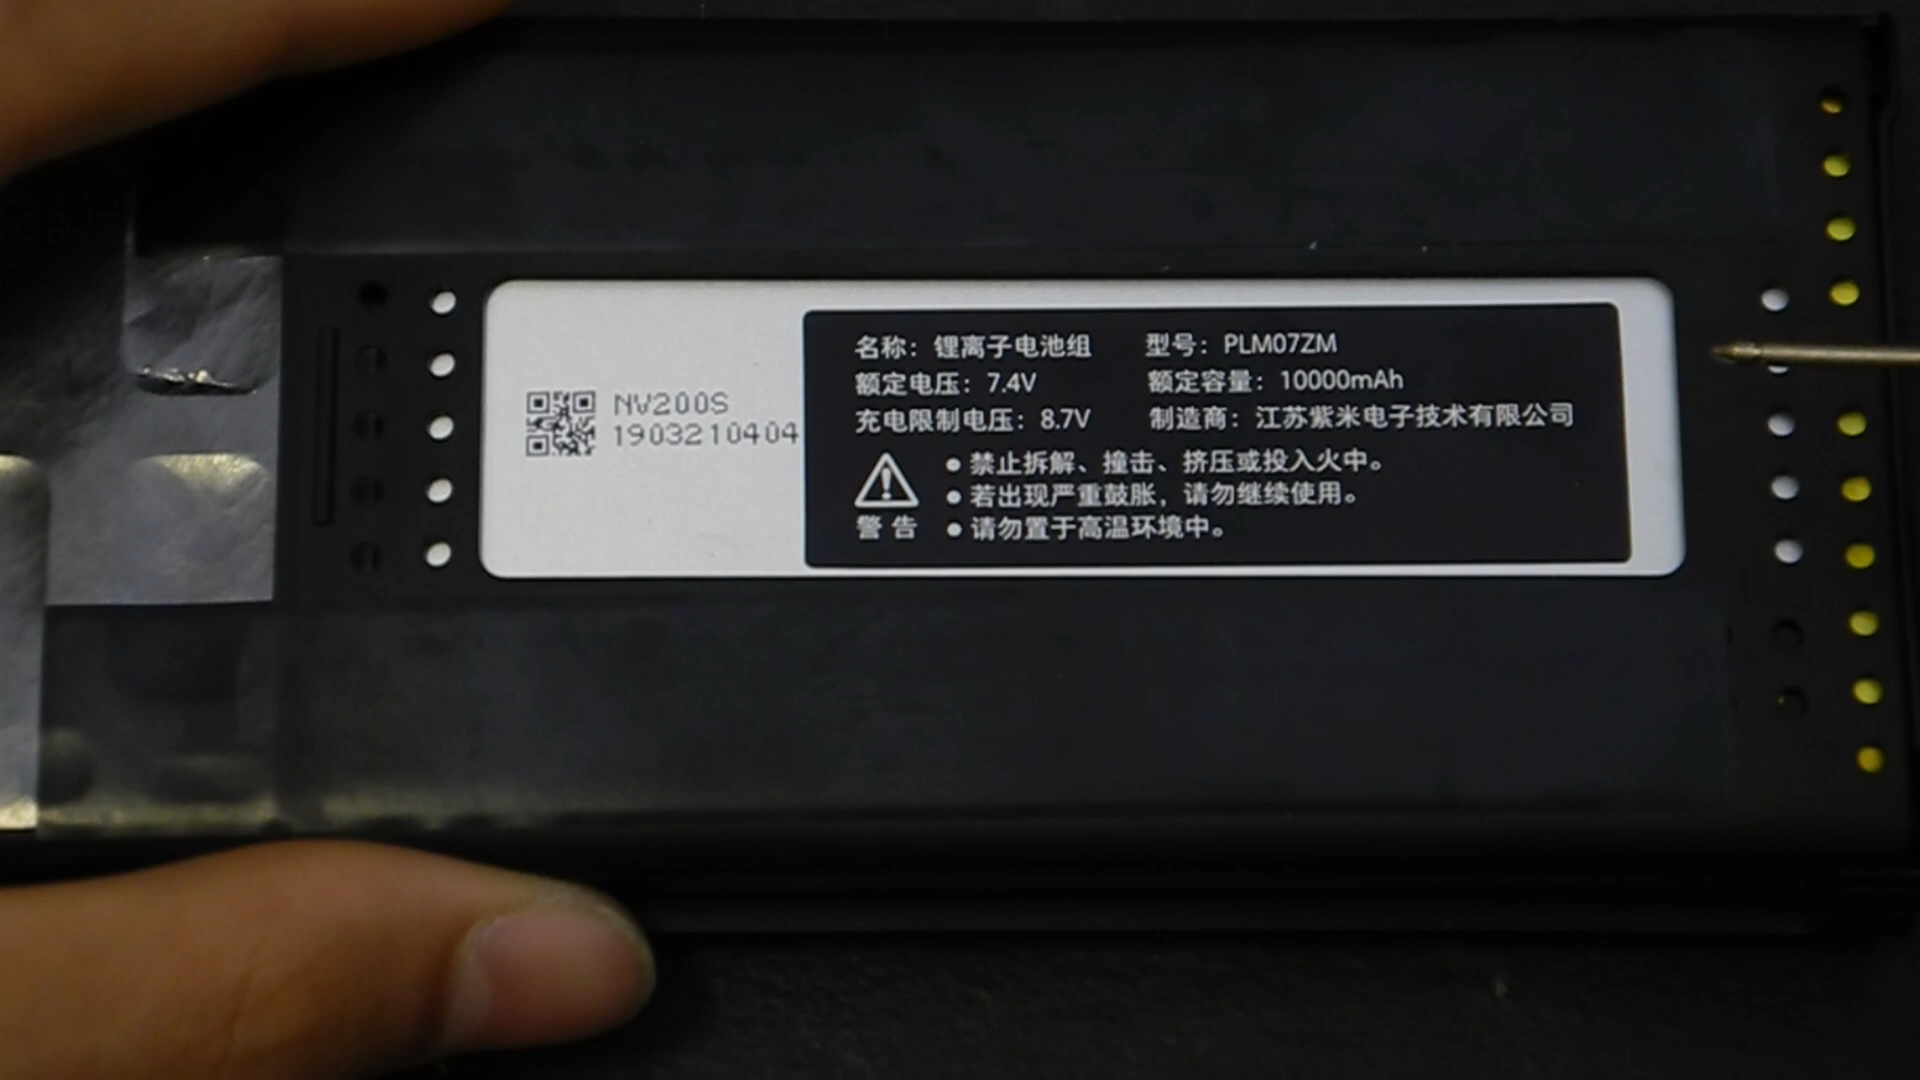 NV200S
1903210404
名称：锂离子电池组 型号：PLM07ZM
额定电压：7.4V 额定容量：10000mAh
充电限制电压：8.7V 制造商：江苏紫米电子技术有限公司
警告
● 禁止拆解、撞击、挤压或投入火中。
● 若出现严重鼓胀，请勿继续使用。
● 请勿置于高温环境中。